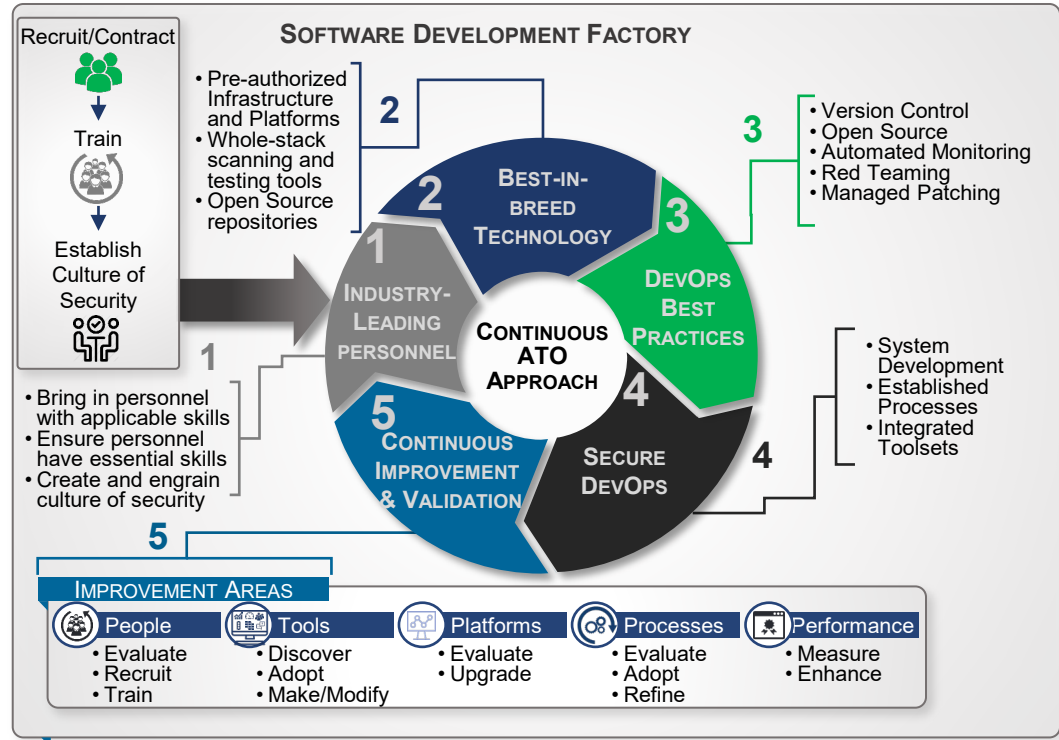 SOFTWARE DEVELOPMENT FACTORY
Recruit/Contract
Train
Establish
Culture of
Security
1
• Bring in personnel
with applicable skills
• Ensure personnel
have essential skills
• Create and engrain
culture of security
2
• Pre-authorized
Infrastructure
and Platforms
• Whole-stack
scanning and
testing tools
• Open Source
repositories
3
• Version Control
• Open Source
• Automated Monitoring
• Red Teaming
• Managed Patching
4
• System
Development
• Established
Processes
• Integrated
Toolsets
1
INDUSTRY-
LEADING
PERSONNEL
2
BEST-IN-
BREED
TECHNOLOGY
3
DEVOPS
BEST
PRACTICES
4
SECURE
DEVOPS
5
CONTINUOUS
IMPROVEMENT
& VALIDATION
CONTINUOUS
ATO
APPROACH
5
IMPROVEMENT AREAS
People
• Evaluate
• Recruit
• Train
Tools
• Discover
• Adopt
• Make/Modify
Platforms
• Evaluate
• Upgrade
Processes
• Evaluate
• Adopt
• Refine
Performance
• Measure
• Enhance